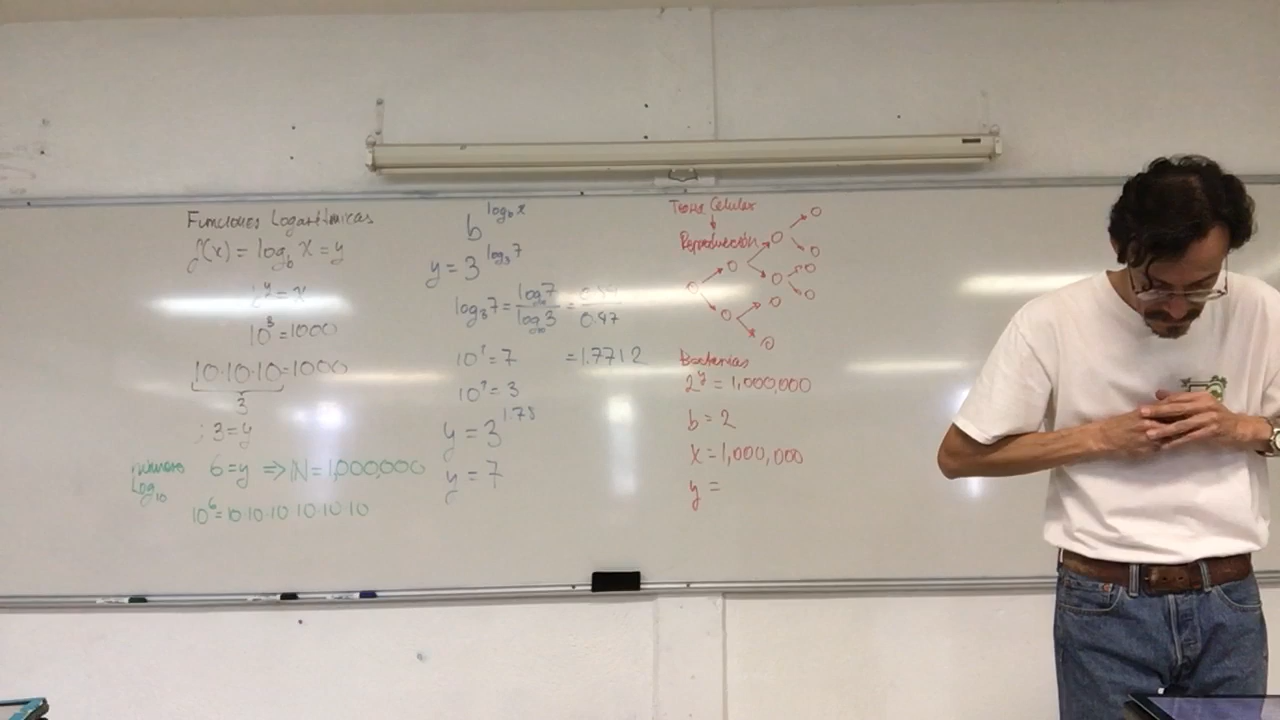 Funciones Logarítmicas
f(x) = log_b x = y
b^y = x
10^3 = 1000
10·10·10 = 1000
3
; 3 = y
número
Log_10
6 = y => N = 1,000,000
10^6 = 10·10·10·10·10·10
b^log_b x
y = 3^log_3 7
log_3 7 = log_10 7 / log_10 3 = / 0.47
= 1.7712
10^? = 7
10^? = 3
y = 3^1.78
y = 7
Teoría Celular
Reproducción
Bacterias
2^y = 1,000,000
b = 2
x = 1,000,000
y =